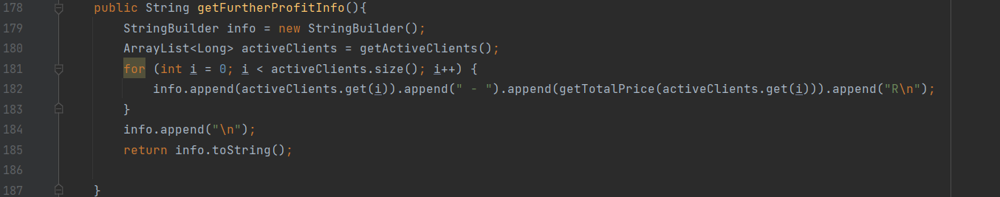 178 public String getFurtherProfitInfo(){
179 StringBuilder info = new StringBuilder();
180 ArrayList<Long> activeClients = getActiveClients();
181 for (int i = 0; i < activeClients.size(); i++) {
182 info.append(activeClients.get(i)).append(" - ").append(getTotalPrice(activeClients.get(i))).append("R\n");
183 }
184 info.append("\n");
185 return info.toString();
186
187 }